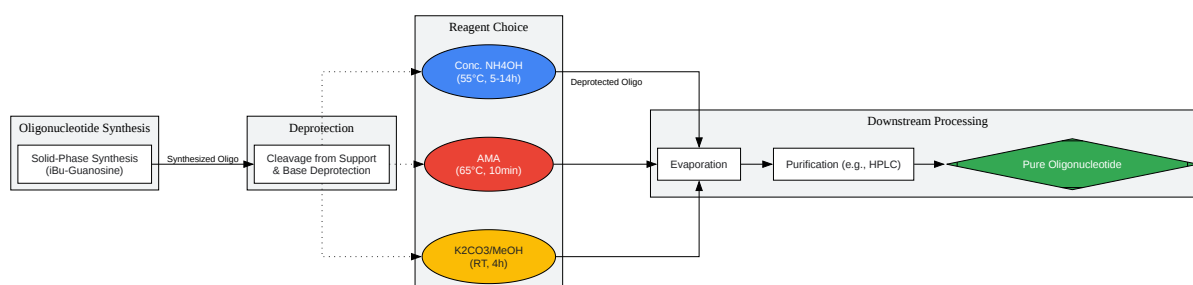 Reagent Choice
Conc. NH4OH
(55°C, 5-14h)
Deprotected Oligo
Oligonucleotide Synthesis
Solid-Phase Synthesis
(iBu-Guanosine)
Synthesized Oligo
Deprotection
Cleavage from Support
& Base Deprotection
AMA
(65°C, 10min)
K2CO3/MeOH
(RT, 4h)
Downstream Processing
Evaporation
Purification (e.g., HPLC)
Pure Oligonucleotide